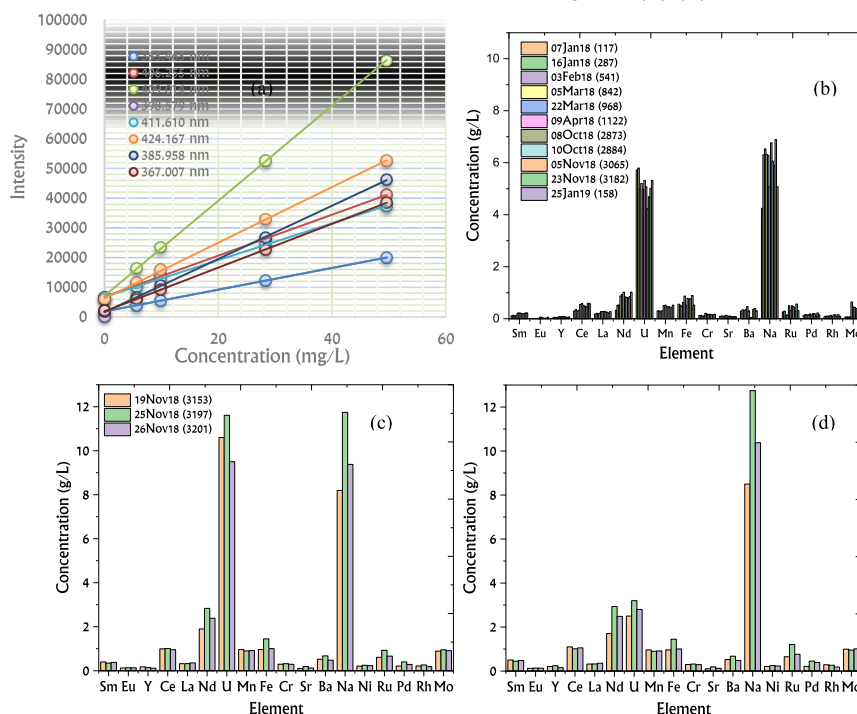 100000
90000
80000
70000
60000
50000
40000
30000
20000
10000
0
Intensity
(a)
398.579 nm
411.610 nm
424.167 nm
385.958 nm
367.007 nm
0 20 40 60
Concentration (mg/L)
07Jan18 (117)
16Jan18 (287)
03Feb18 (541)
05Mar18 (842)
22Mar18 (968)
09Apr18 (1122)
08Oct18 (2873)
10Oct18 (2884)
05Nov18 (3065)
23Nov18 (3182)
25Jan19 (158)
(b)
10
8
6
4
2
0
Concentration (g/L)
Sm Eu Y Ce La Nd U Mn Fe Cr Sr Ba Na Ru Pd Rh Mo
Element
19Nov18 (3153)
25Nov18 (3197)
26Nov18 (3201)
(c)
12
10
8
6
4
2
0
Concentration (g/L)
Sm Eu Y Ce La Nd U Mn Fe Cr Sr Ba Na Ni Ru Pd Rh Mo
Element
(d)
12
10
8
6
4
2
0
Concentration (g/L)
Sm Eu Y Ce La Nd U Mn Fe Cr Sr Ba Na Ni Ru Pd Rh Mo
Element